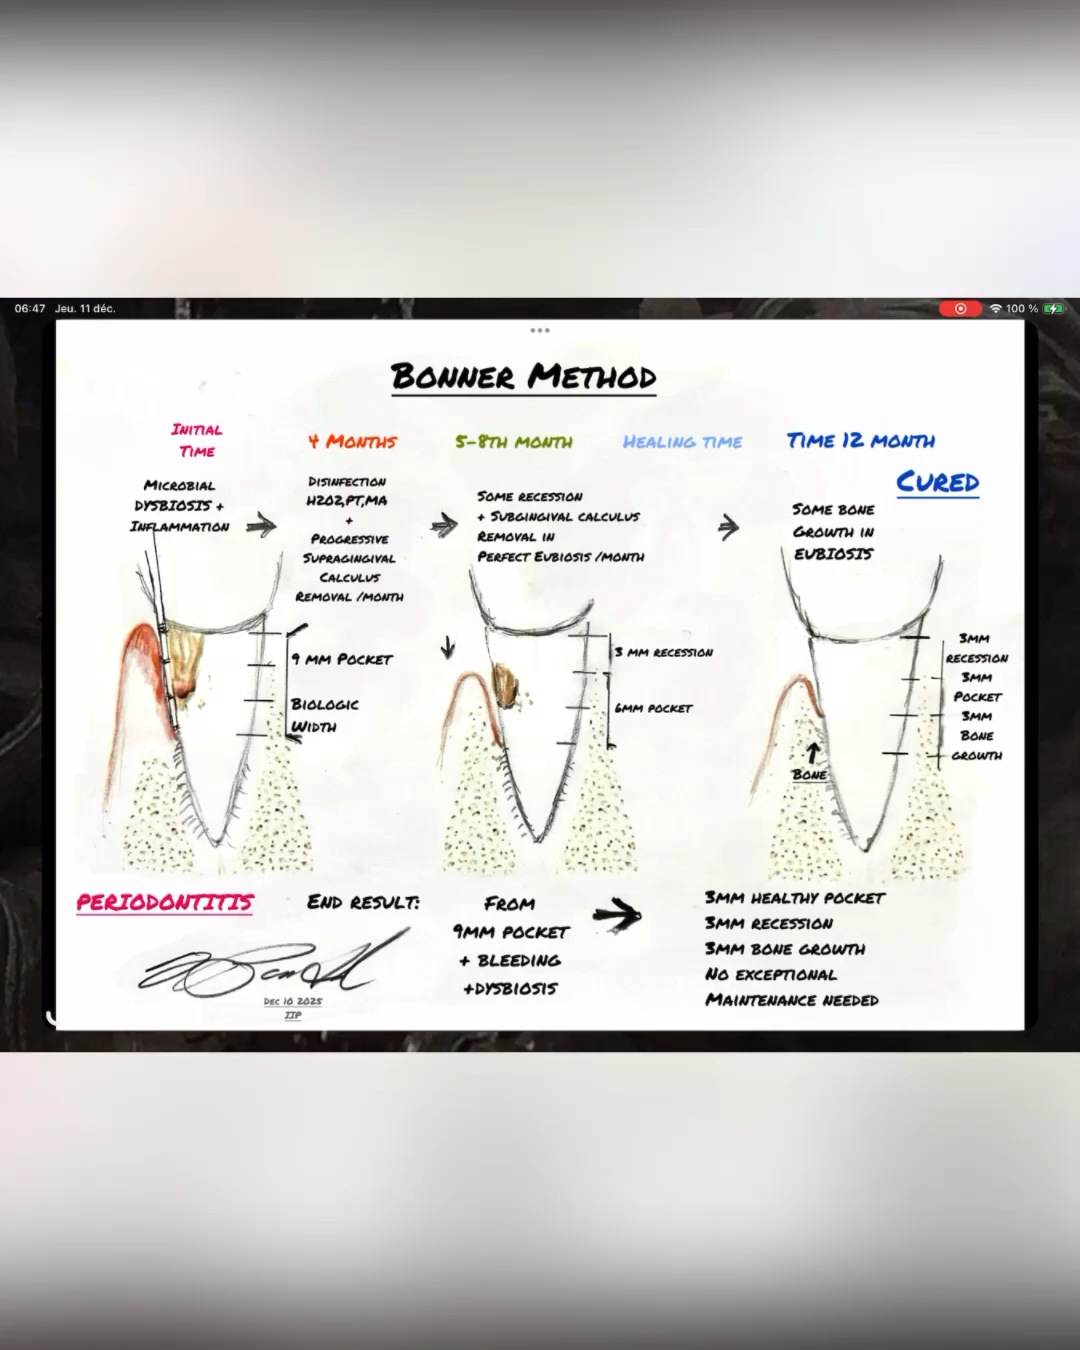 06:47 Jeu. 11 déc.
100 %
BONNER METHOD
INITIAL
TIME
MICROBIAL
DYSBIOSIS +
INFLAMMATION
4 MONTHS
DISINFECTION
H2O2,PT,MA
+
PROGRESSIVE
SUPRAGINGIVAL
CALCULUS
REMOVAL /MONTH
5-8TH MONTH
SOME RECESSION
+ SUBGINGIVAL CALCULUS
REMOVAL IN
PERFECT EUBIOSIS /MONTH
HEALING TIME
TIME 12 MONTH
CURED
SOME BONE
GROWTH IN
EUBIOSIS
9 MM POCKET
BIOLOGIC
WIDTH
3 MM RECESSION
6MM POCKET
BONE
3MM
RECESSION
3MM
POCKET
3MM
BONE
GROWTH
PERIODONTITIS
DEC 10 2025
IIP
END RESULT:
FROM
9MM POCKET
+ BLEEDING
+DYSBIOSIS
3MM HEALTHY POCKET
3MM RECESSION
3MM BONE GROWTH
NO EXCEPTIONAL
MAINTENANCE NEEDED